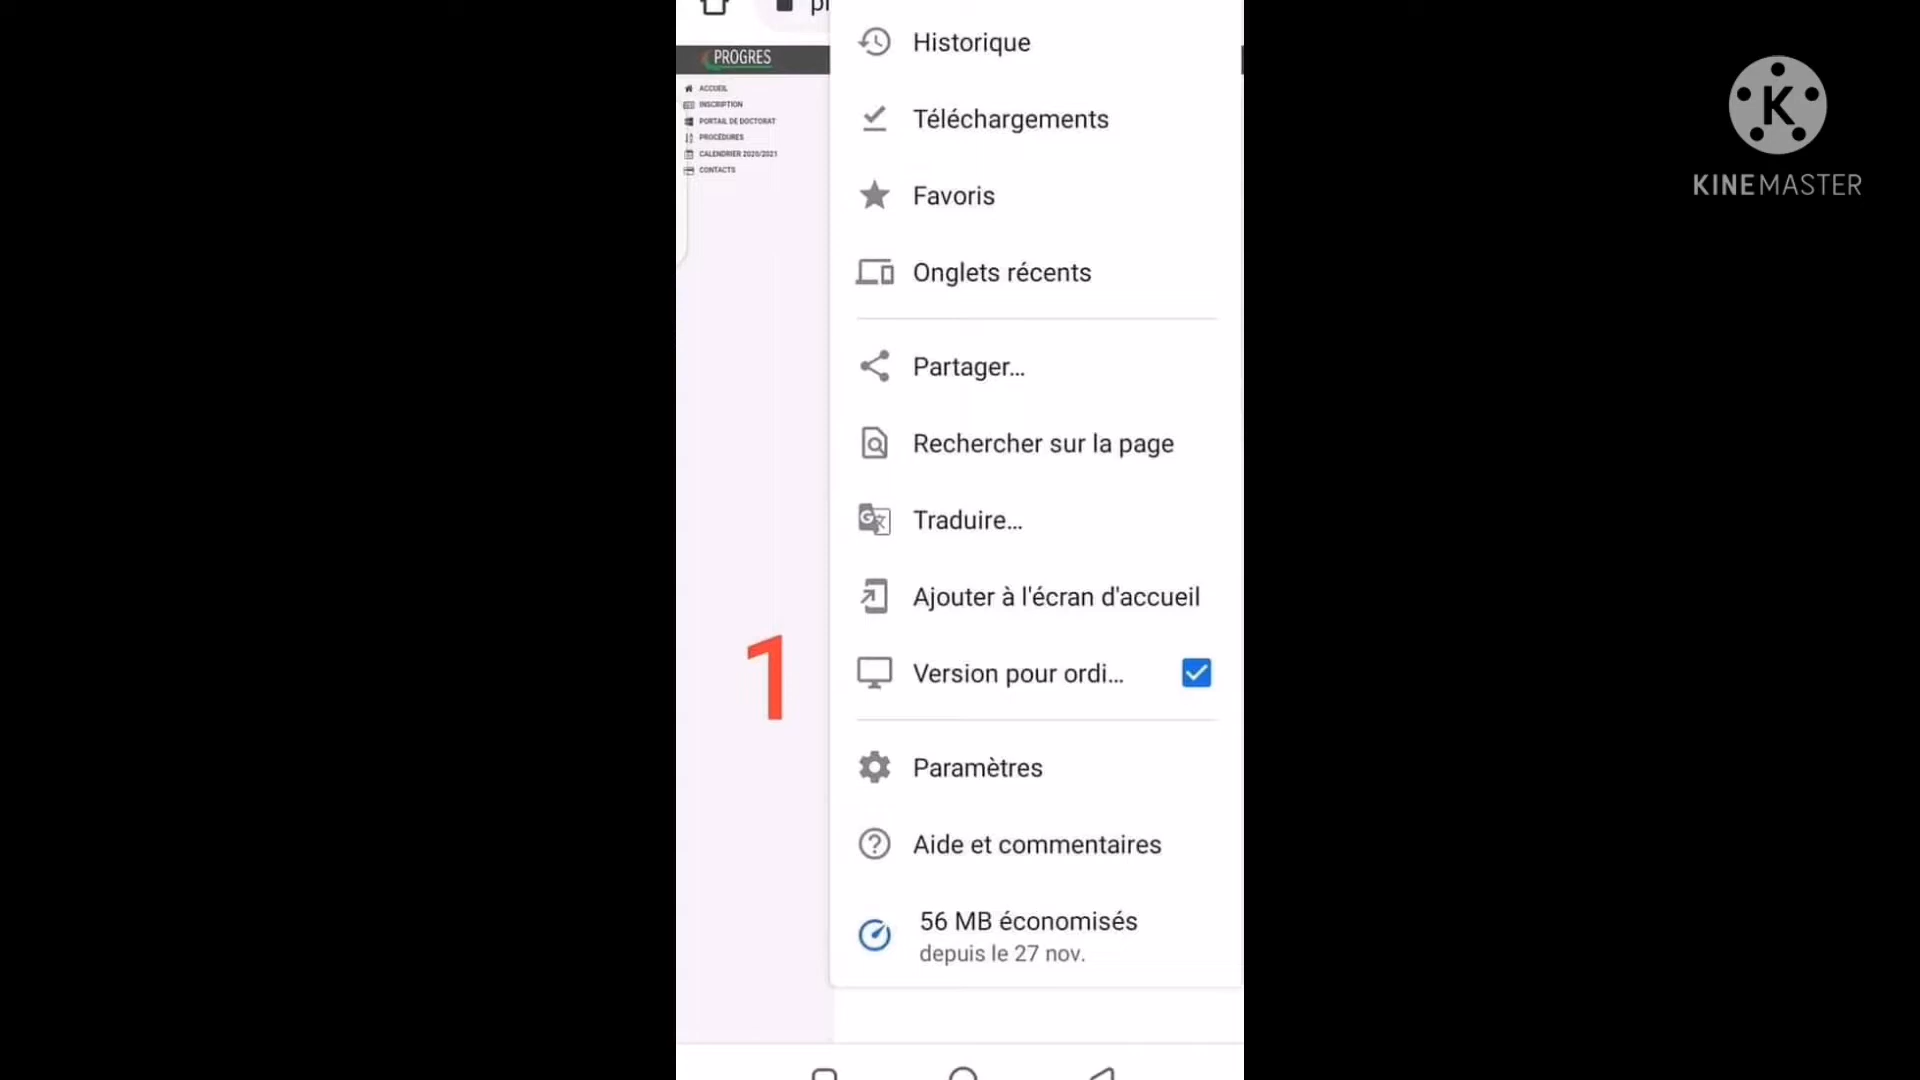 Historique
PROGRES
ACCUEIL
INSCRIPTION
PORTAIL DE DOCTORAT
PROCÉDURES
CALENDRIER 2020/2021
CONTACTS
Téléchargements
Favoris
Onglets récents
Partager...
Rechercher sur la page
Traduire...
Ajouter à l'écran d'accueil
Version pour ordi...
1
Paramètres
Aide et commentaires
56 MB économisés
depuis le 27 nov.
K
KINEMASTER